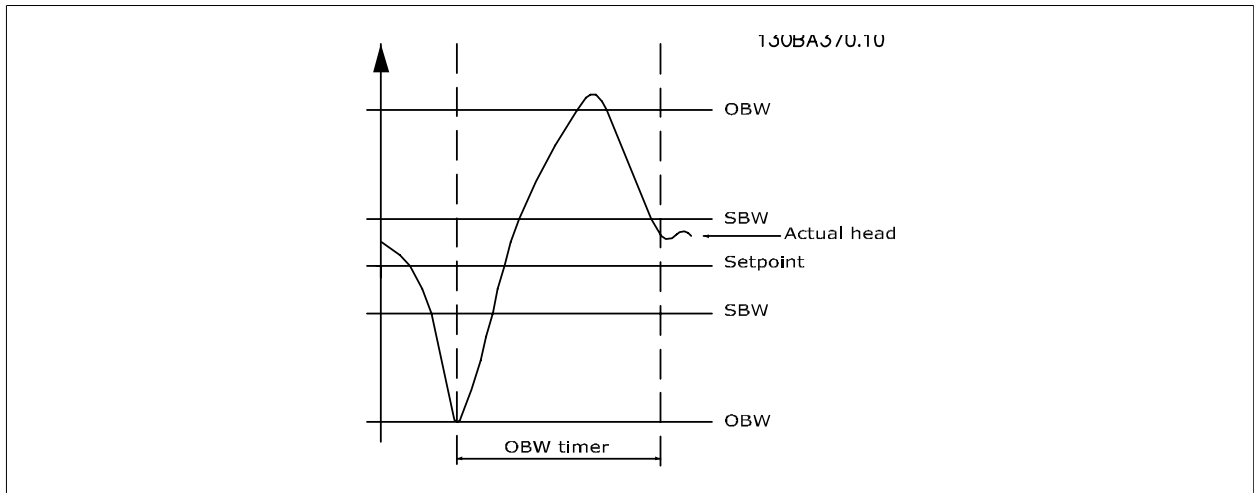 130BA370.10
OBW
SBW
Actual head
Setpoint
SBW
OBW
OBW timer